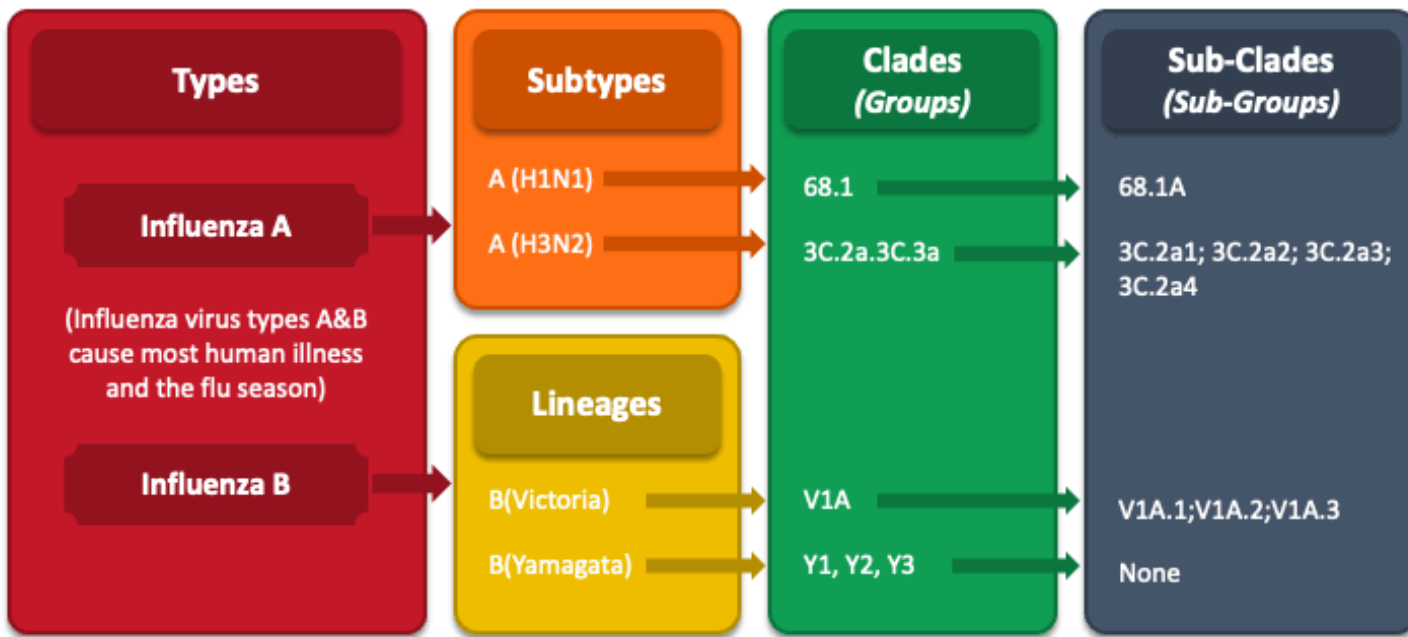 Types
Influenza A
(Influenza virus types A&B
cause most human illness
and the flu season)
Influenza B
Subtypes
A (H1N1)
A (H3N2)
Lineages
B(Victoria)
B(Yamagata)
Clades
(Groups)
68.1
3C.2a.3C.3a
V1A
Y1, Y2, Y3
Sub-Clades
(Sub-Groups)
68.1A
3C.2a1; 3C.2a2; 3C.2a3;
3C.2a4
V1A.1;V1A.2;V1A.3
None